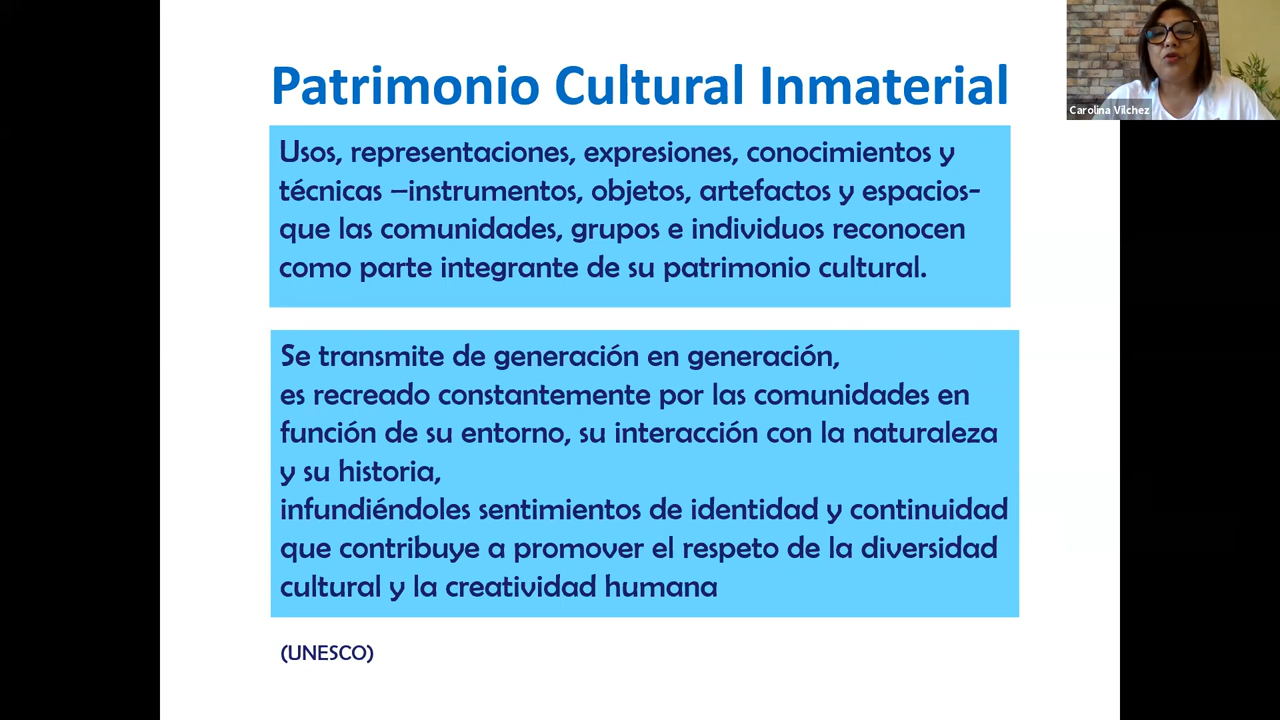 Patrimonio Cultural Inmaterial
Carolina Vilchez
Usos, representaciones, expresiones, conocimientos y
técnicas –instrumentos, objetos, artefactos y espacios-
que las comunidades, grupos e individuos reconocen
como parte integrante de su patrimonio cultural.
Se transmite de generación en generación,
es recreado constantemente por las comunidades en
función de su entorno, su interacción con la naturaleza
y su historia,
infundiéndoles sentimientos de identidad y continuidad
que contribuye a promover el respeto de la diversidad
cultural y la creatividad humana
(UNESCO)